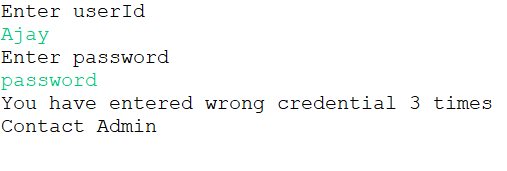 Enter userId
Ajay
Enter password
password
You have entered wrong credential 3 times
Contact Admin